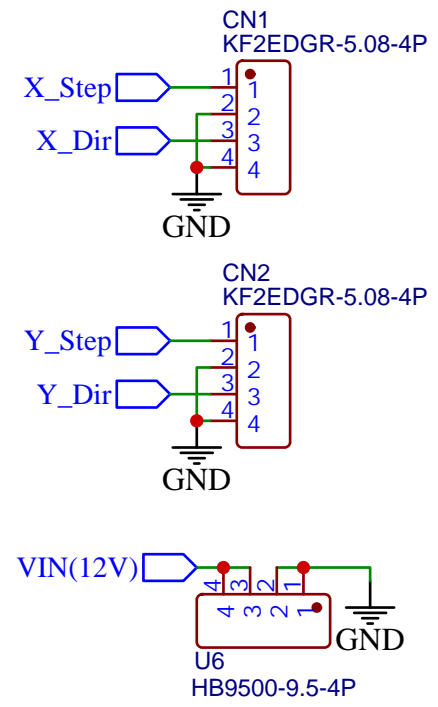 CN1
KF2EDGR-5.08-4P
X_Step
1
1
2
2
X_Dir
3
3
4
4
GND
CN2
KF2EDGR-5.08-4P
Y_Step
1
1
2
2
Y_Dir
3
3
4
4
GND
VIN(12V)
4 3 2 1
4 3 2 1
GND
U6
HB9500-9.5-4P